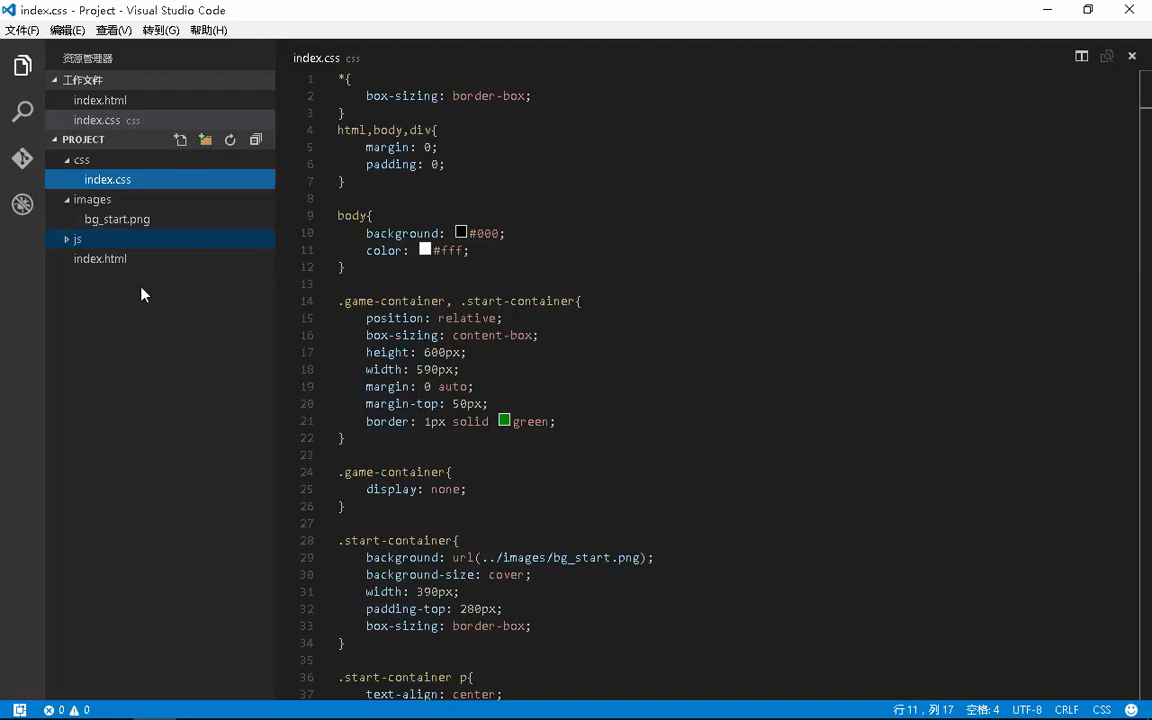 index.css - Project - Visual Studio Code
文件(F) 编辑(E) 查看(V) 转到(G) 帮助(H)
资源管理器
工作文件
index.html
index.css css
PROJECT
css
index.css
images
bg_start.png
js
index.html
index.css css
1 *{
2 box-sizing: border-box;
3 }
4 html,body,div{
5 margin: 0;
6 padding: 0;
7 }
8
9 body{
10 background: #000;
11 color: #fff;
12 }
13
14 .game-container, .start-container{
15 position: relative;
16 box-sizing: content-box;
17 height: 600px;
18 width: 590px;
19 margin: 0 auto;
20 margin-top: 50px;
21 border: 1px solid green;
22 }
23
24 .game-container{
25 display: none;
26 }
27
28 .start-container{
29 background: url(../images/bg_start.png);
30 background-size: cover;
31 width: 390px;
32 padding-top: 280px;
33 box-sizing: border-box;
34 }
35
36 .start-container p{
37 text-align: center;
0 0 行 11 , 列 17 空格: 4 UTF-8 CRLF CSS